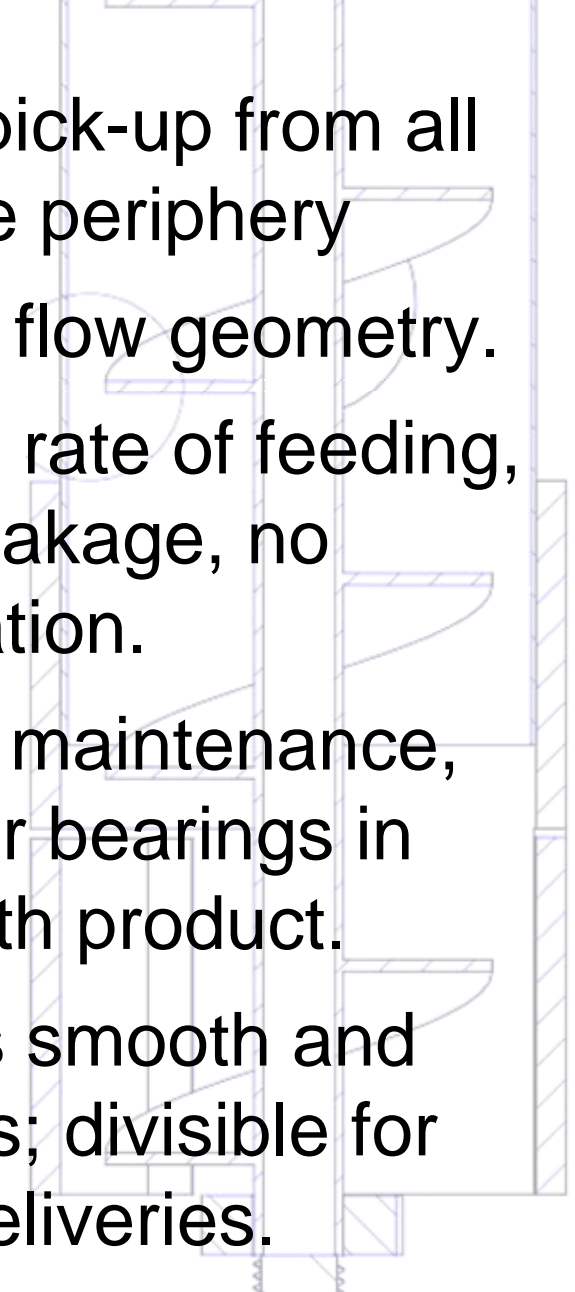 pick-up from all
e periphery
flow geometry.
rate of feeding,
akage, no
ation.
maintenance,
r bearings in
th product.
s smooth and
s; divisible for
eliveries.